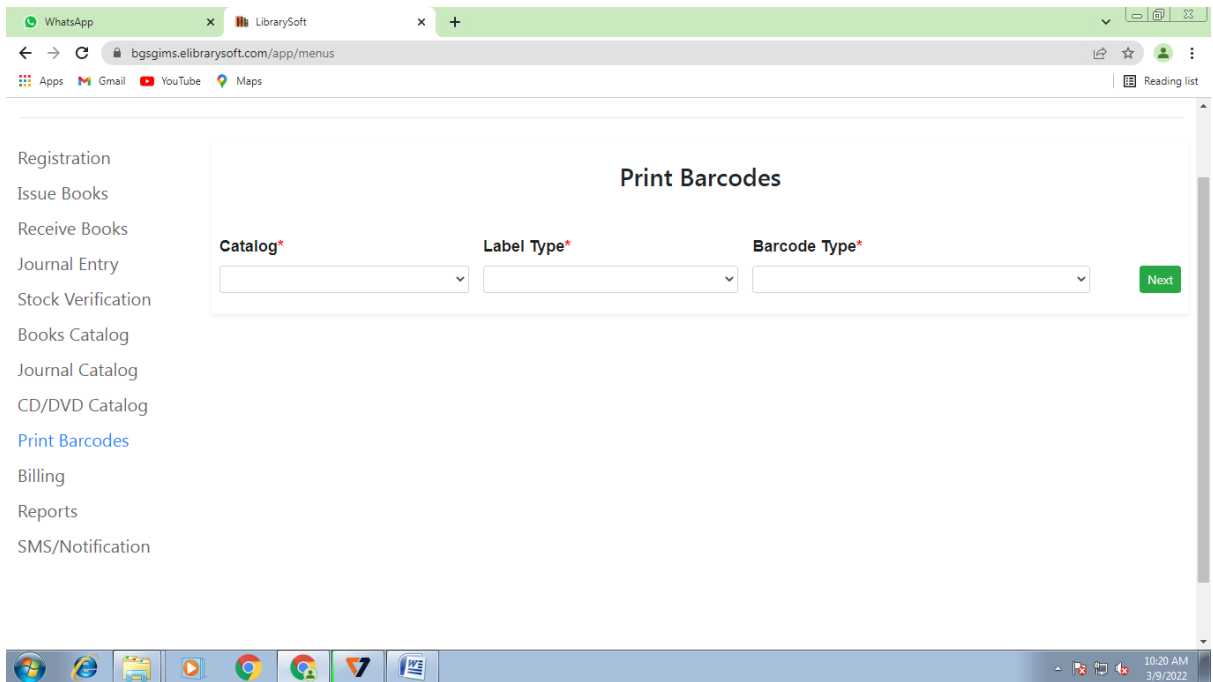 WhatsApp
LibrarySoft
bgsgims.elibrarysoft.com/app/menus
Apps Gmail YouTube Maps Reading list
Registration
Issue Books
Receive Books
Journal Entry
Stock Verification
Books Catalog
Journal Catalog
CD/DVD Catalog
Print Barcodes
Billing
Reports
SMS/Notification
Print Barcodes
Catalog* Label Type* Barcode Type*
Next
10:20 AM
3/9/2022